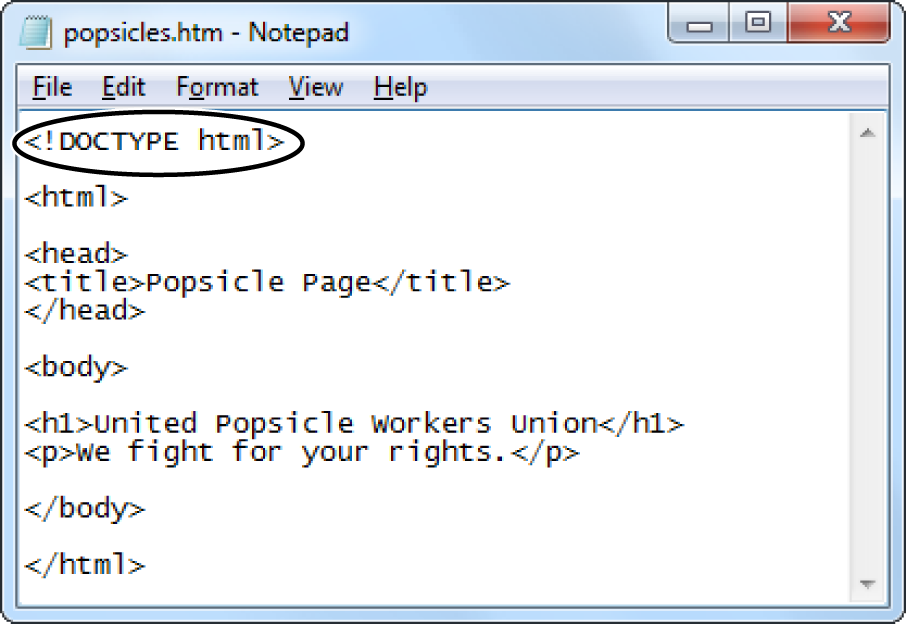 popsicles.htm - Notepad
File Edit Format View Help
<!DOCTYPE html>
<html>
<head>
<title>Popsicle Page</title>
</head>
<body>
<h1>United Popsicle Workers Union</h1>
<p>We fight for your rights.</p>
</body>
</html>